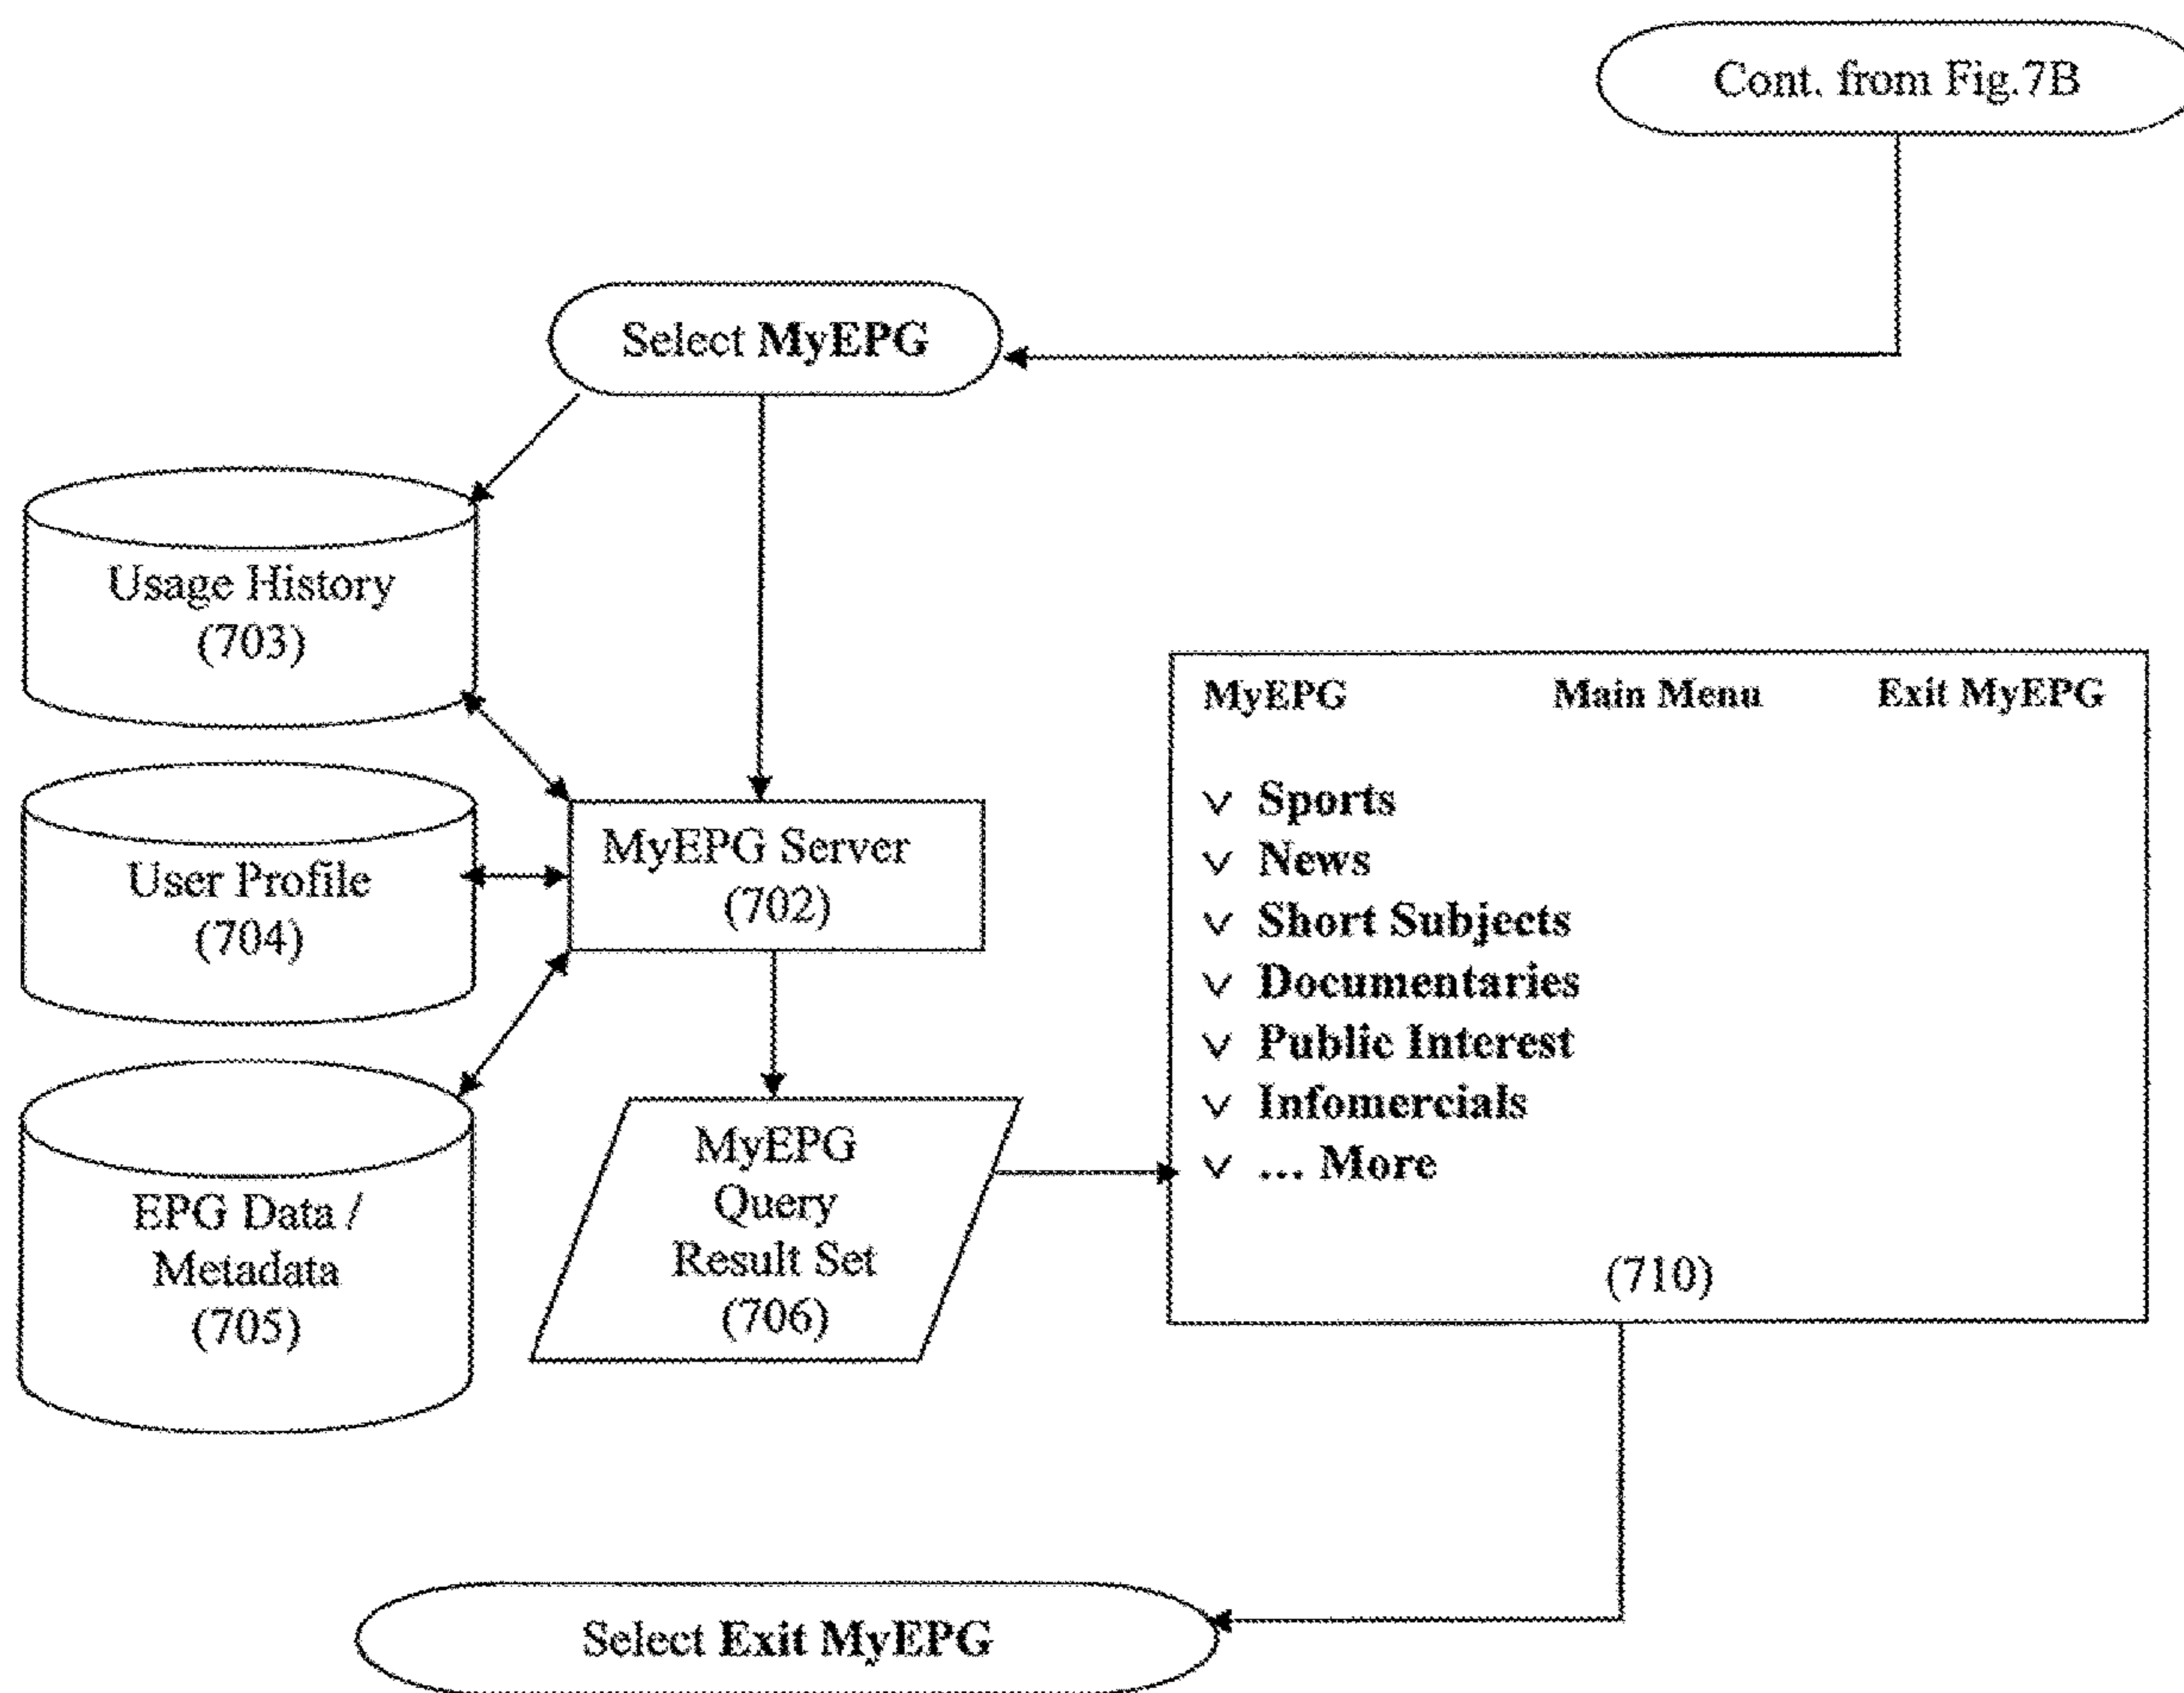 Cont. from Fig.7B
Select MyEPG
Usage History
(703)
User Profile
(704)
EPG Data /
Metadata
(705)
MyEPG Server
(702)
MyEPG
Query
Result Set
(706)
MyEPG Main Menu Exit MyEPG
v Sports
v News
v Short Subjects
v Documentaries
v Public Interest
v Infomercials
v ... More
(710)
Select Exit MyEPG